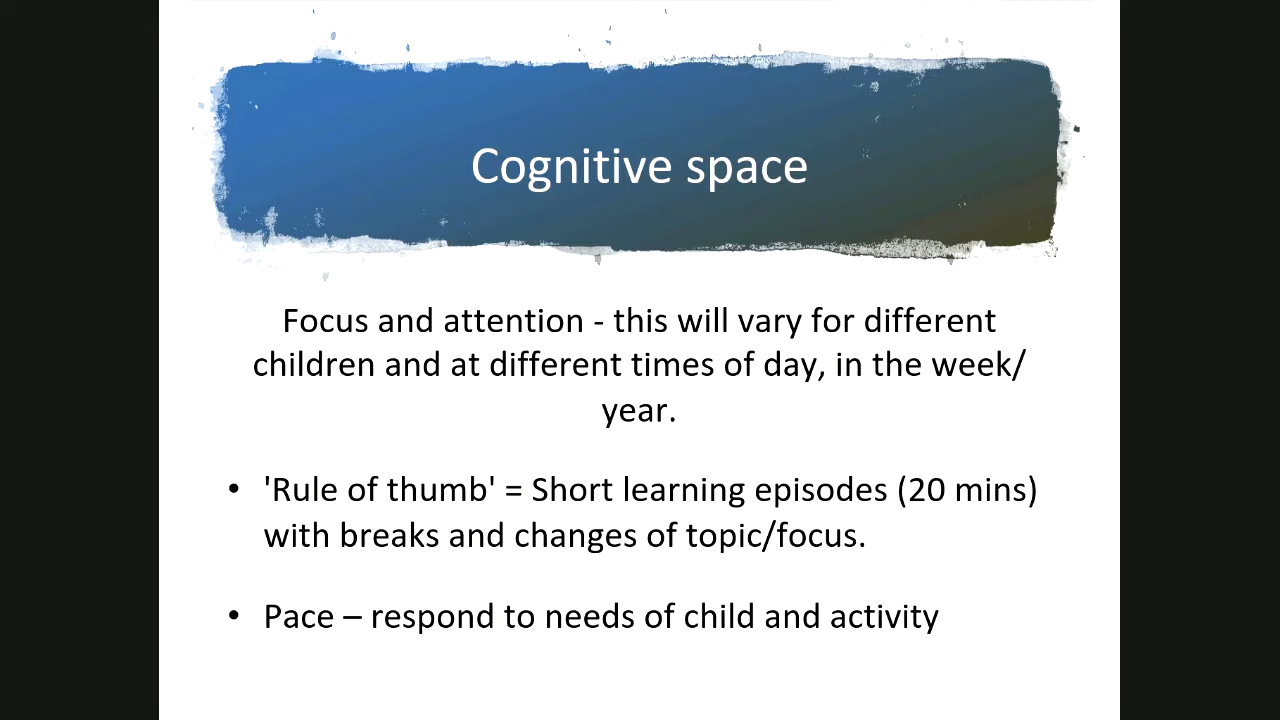 Cognitive space
Focus and attention - this will vary for different
children and at different times of day, in the week/
year.
• 'Rule of thumb' = Short learning episodes (20 mins)
with breaks and changes of topic/focus.
• Pace – respond to needs of child and activity